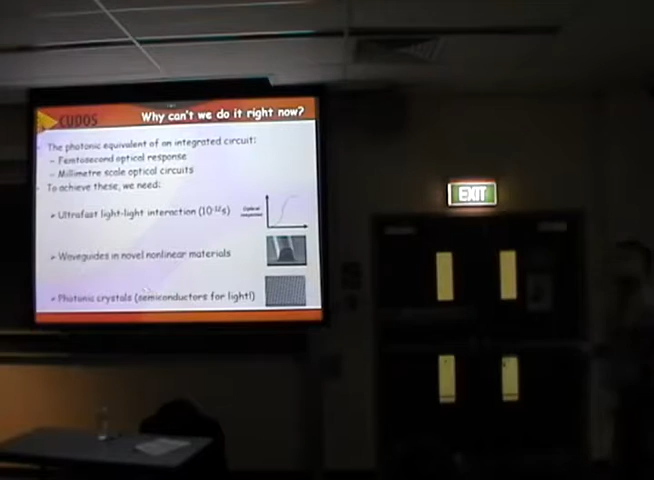 CUDOS
Why can't we do it right now?
The photonic equivalent of an integrated circuit:
– Femtosecond optical response
– Millimetre scale optical circuits
To achieve these, we need:
Ultrafast light-light interaction (10⁻¹²s)
Waveguides in novel nonlinear materials
Photonic crystals (semiconductors for light!)
EXIT